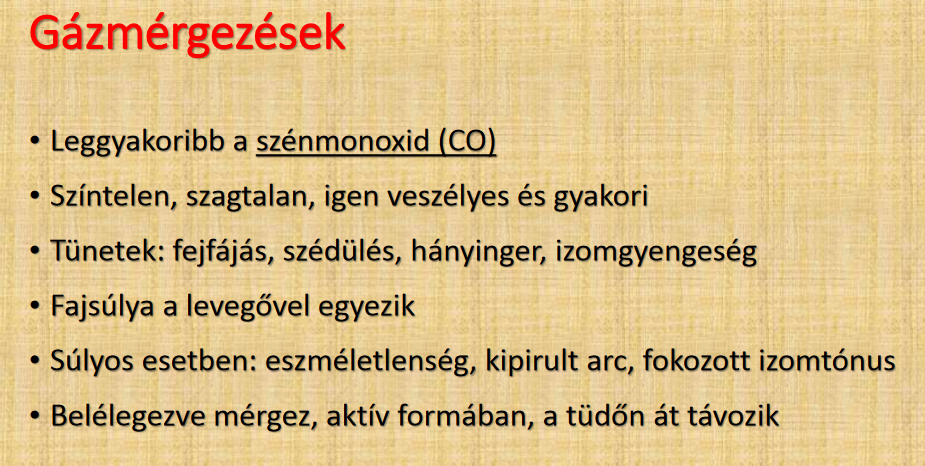 Gázmérgezések
• Leggyakoribb a szénmonoxid (CO)
• Színtelen, szagtalan, igen veszélyes és gyakori
• Tünetek: fejfájás, szédülés, hányinger, izomgyengeség
• Fajsúlya a levegővel egyezik
• Súlyos esetben: eszméletlenség, kipirult arc, fokozott izomtónus
• Belélegezve mérgez, aktív formában, a tüdőn át távozik